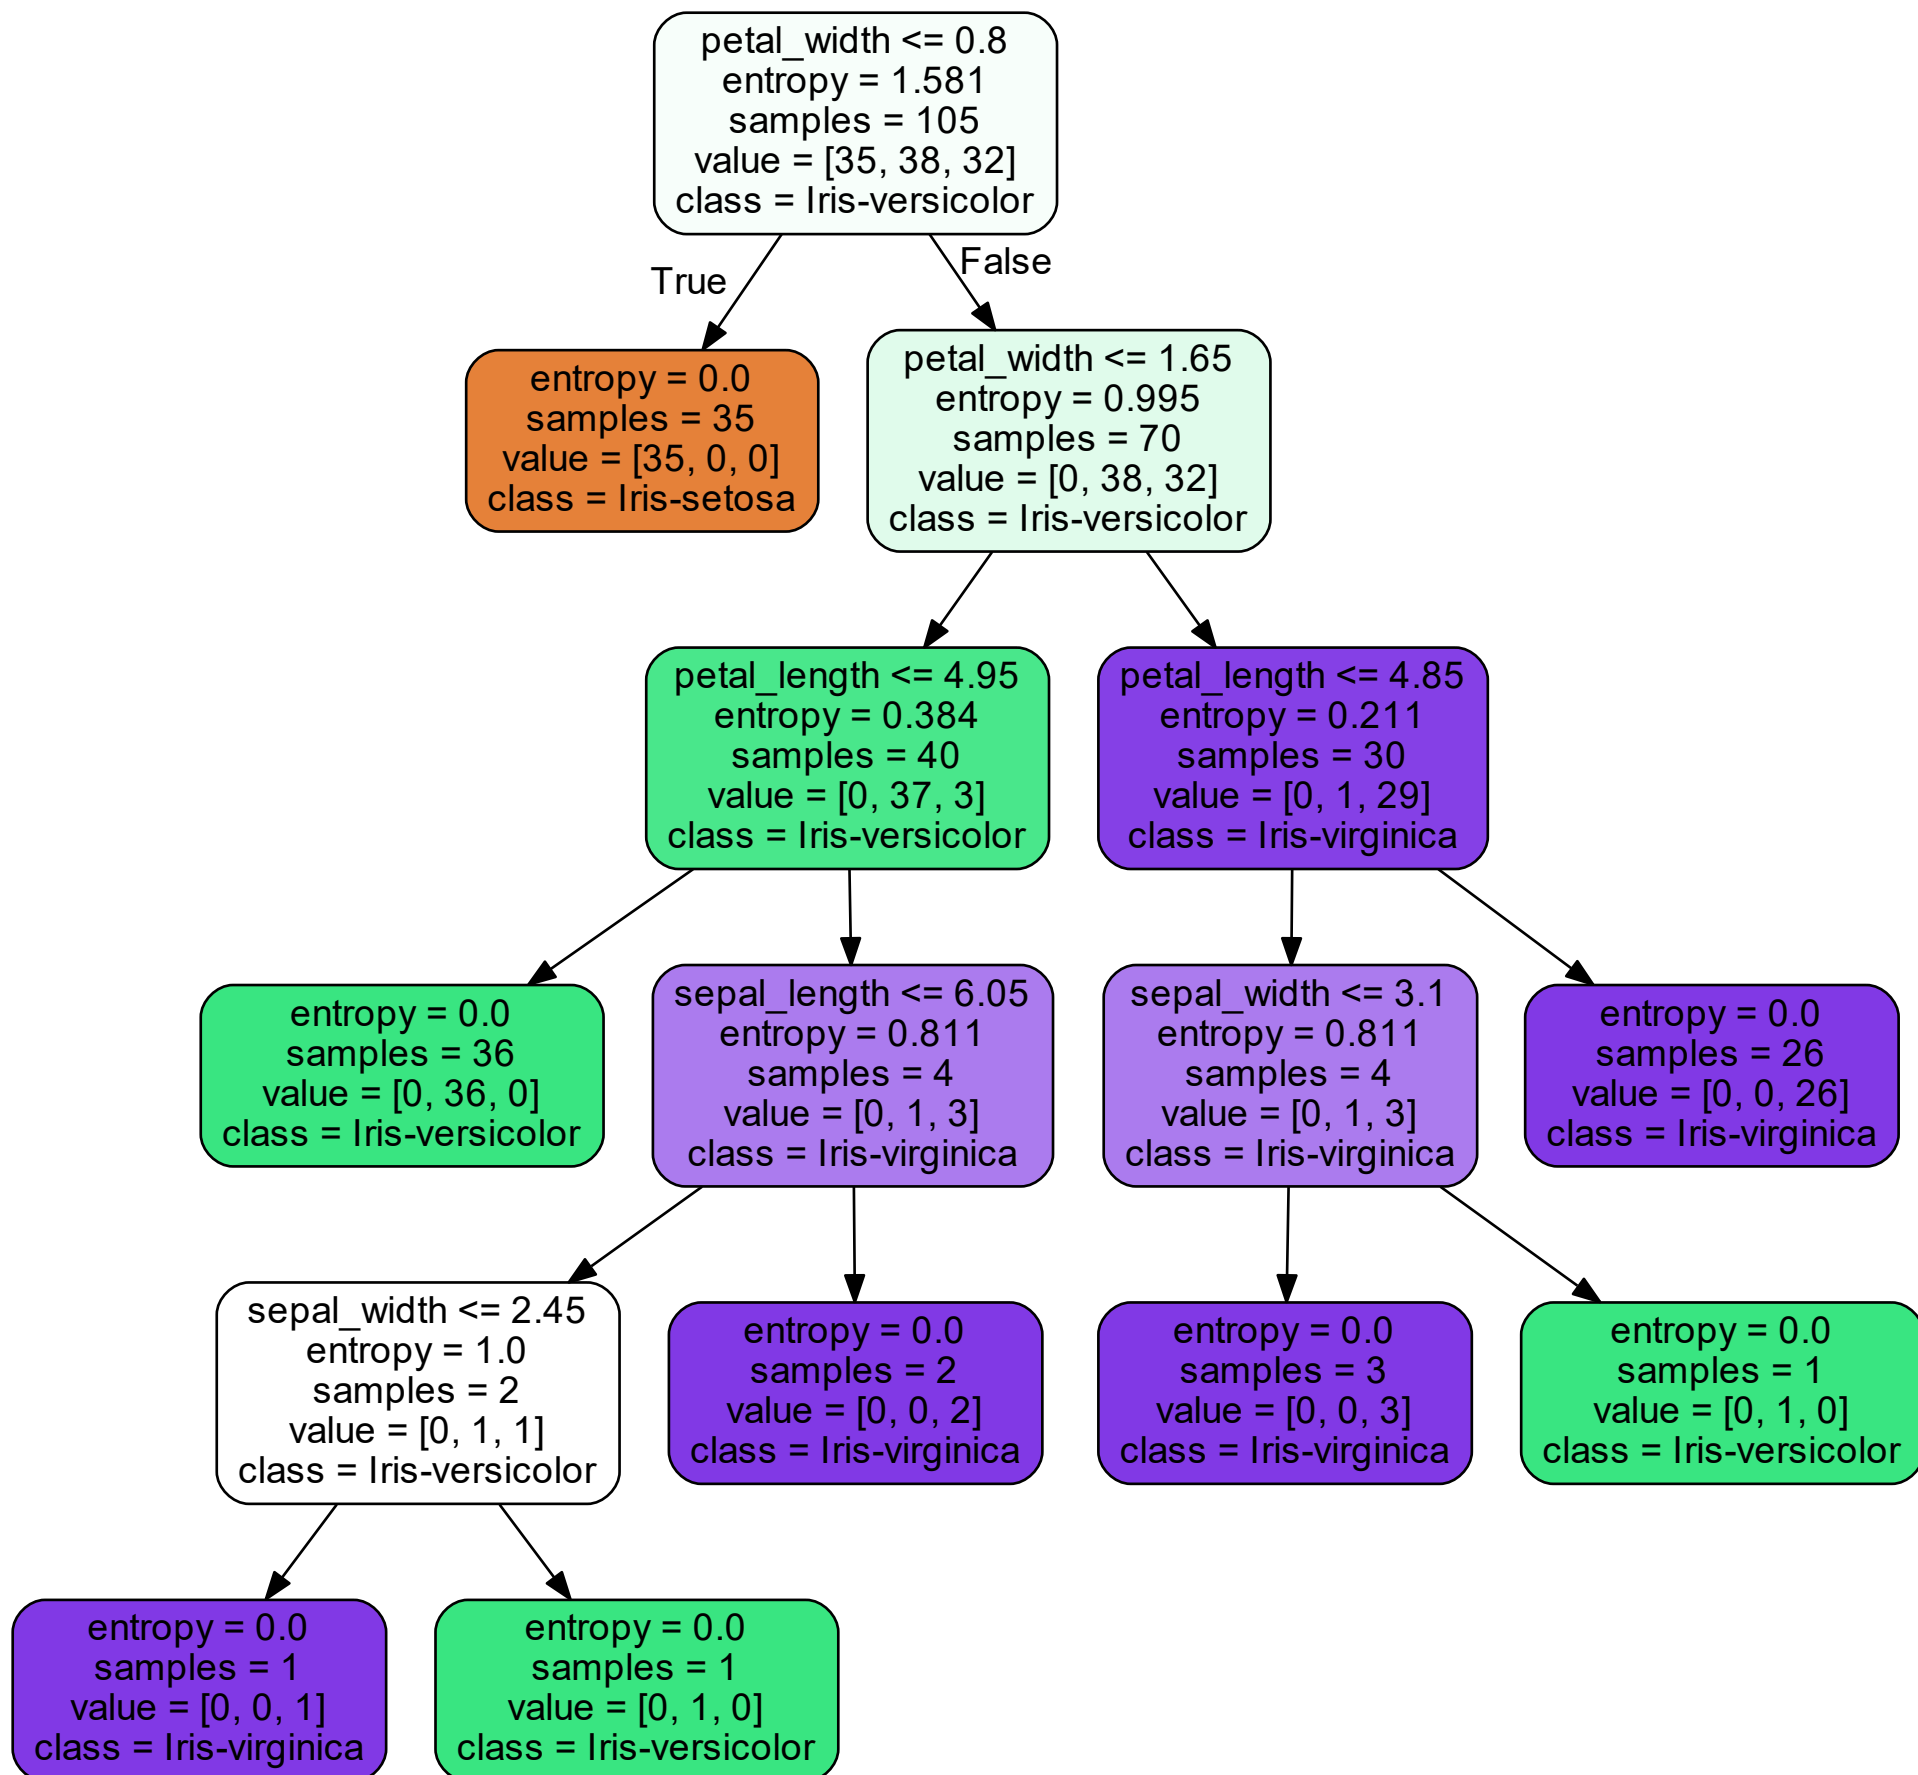 petal_width <= 0.8
entropy = 1.581
samples = 105
value = [35, 38, 32]
class = Iris-versicolor
True
False
entropy = 0.0
samples = 35
value = [35, 0, 0]
class = Iris-setosa
petal_width <= 1.65
entropy = 0.995
samples = 70
value = [0, 38, 32]
class = Iris-versicolor
petal_length <= 4.95
entropy = 0.384
samples = 40
value = [0, 37, 3]
class = Iris-versicolor
petal_length <= 4.85
entropy = 0.211
samples = 30
value = [0, 1, 29]
class = Iris-virginica
entropy = 0.0
samples = 36
value = [0, 36, 0]
class = Iris-versicolor
sepal_length <= 6.05
entropy = 0.811
samples = 4
value = [0, 1, 3]
class = Iris-virginica
sepal_width <= 3.1
entropy = 0.811
samples = 4
value = [0, 1, 3]
class = Iris-virginica
entropy = 0.0
samples = 26
value = [0, 0, 26]
class = Iris-virginica
sepal_width <= 2.45
entropy = 1.0
samples = 2
value = [0, 1, 1]
class = Iris-versicolor
entropy = 0.0
samples = 2
value = [0, 0, 2]
class = Iris-virginica
entropy = 0.0
samples = 3
value = [0, 0, 3]
class = Iris-virginica
entropy = 0.0
samples = 1
value = [0, 1, 0]
class = Iris-versicolor
entropy = 0.0
samples = 1
value = [0, 0, 1]
class = Iris-virginica
entropy = 0.0
samples = 1
value = [0, 1, 0]
class = Iris-versicolor